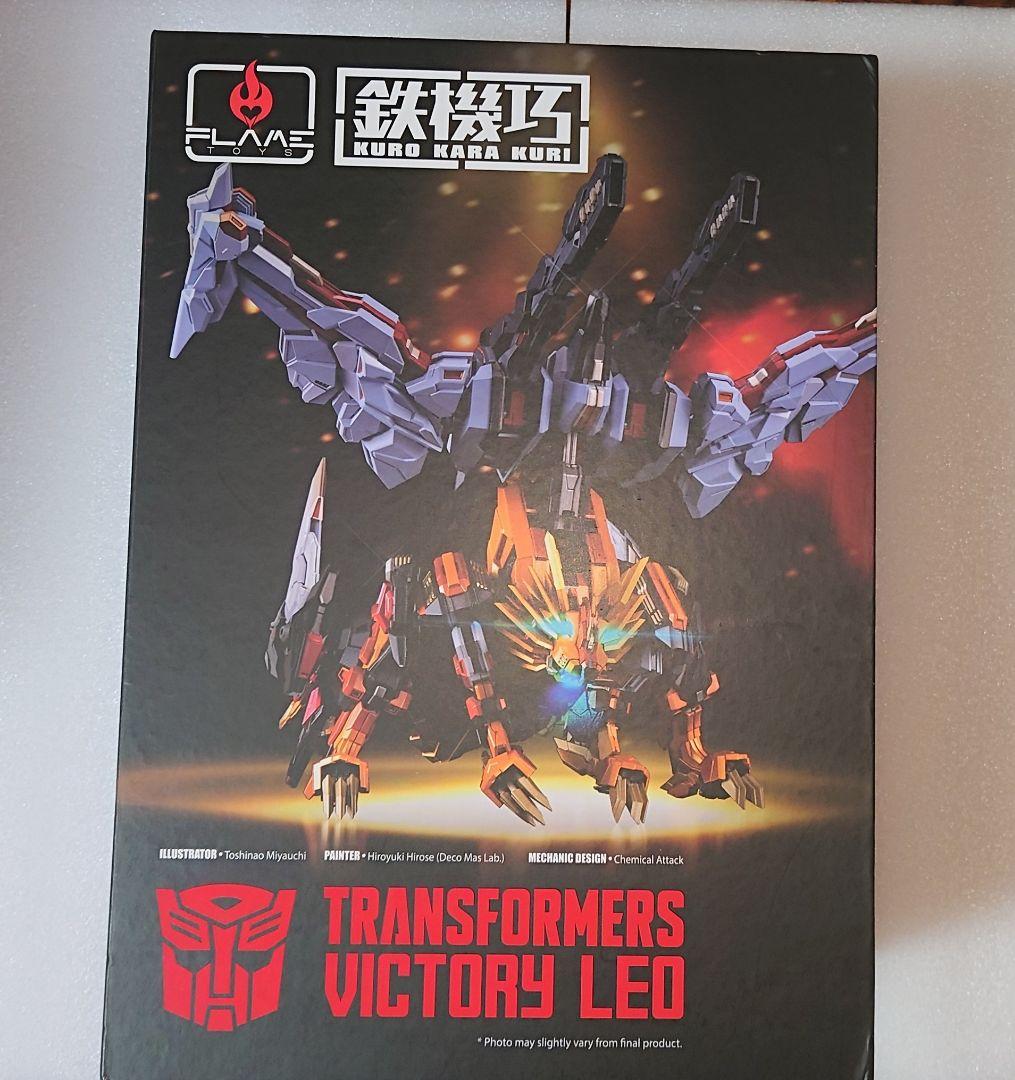 FLAME
TOYS
鉄機巧
KURO KARA KURI
ILLUSTRATOR • Toshinao Miyauchi PAINTER • Hiroyuki Hirose (Deco Mas Lab.) MECHANIC DESIGN • Chemical Attack
TRANSFORMERS
VICTORY LEO
* Photo may slightly vary from final product.